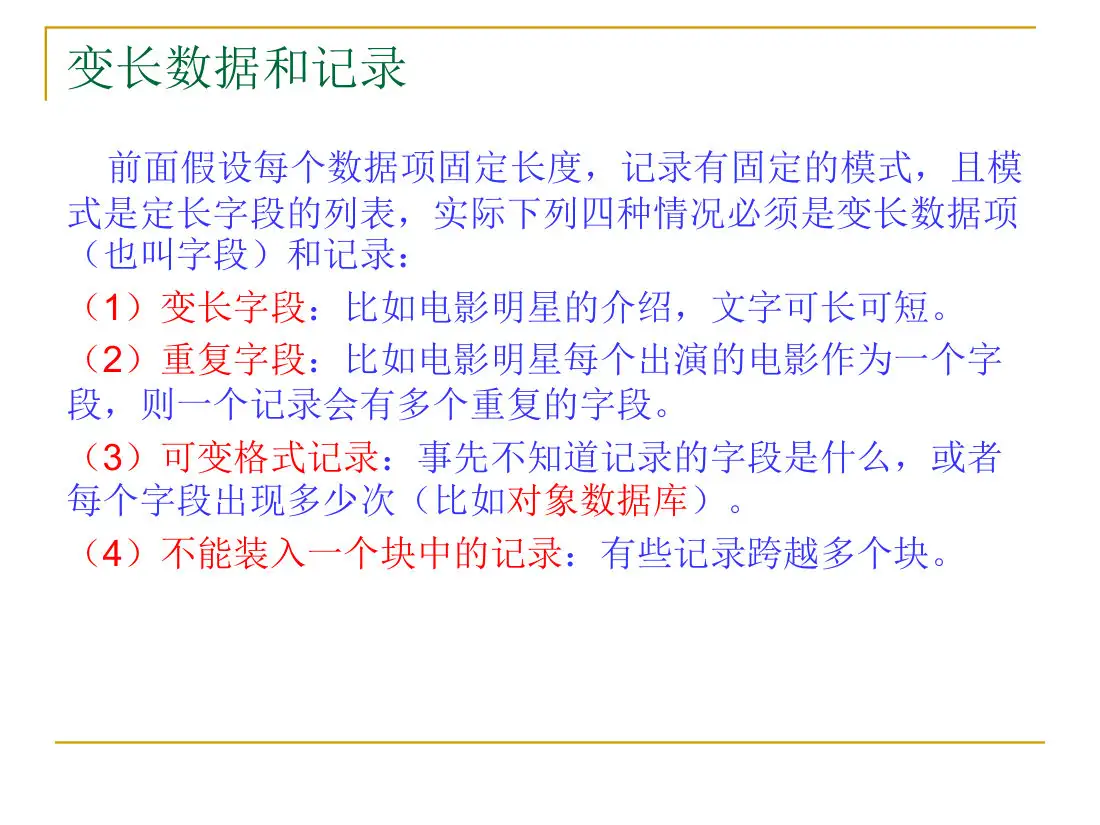 变长数据和记录
前面假设每个数据项固定长度，记录有固定的模式，且模
式是定长字段的列表，实际下列四种情况必须是变长数据项
（也叫字段）和记录：
（1）变长字段：比如电影明星的介绍，文字可长可短。
（2）重复字段：比如电影明星每个出演的电影作为一个字
段，则一个记录会有多个重复的字段。
（3）可变格式记录：事先不知道记录的字段是什么，或者
每个字段出现多少次（比如对象数据库）。
（4）不能装入一个块中的记录：有些记录跨越多个块。